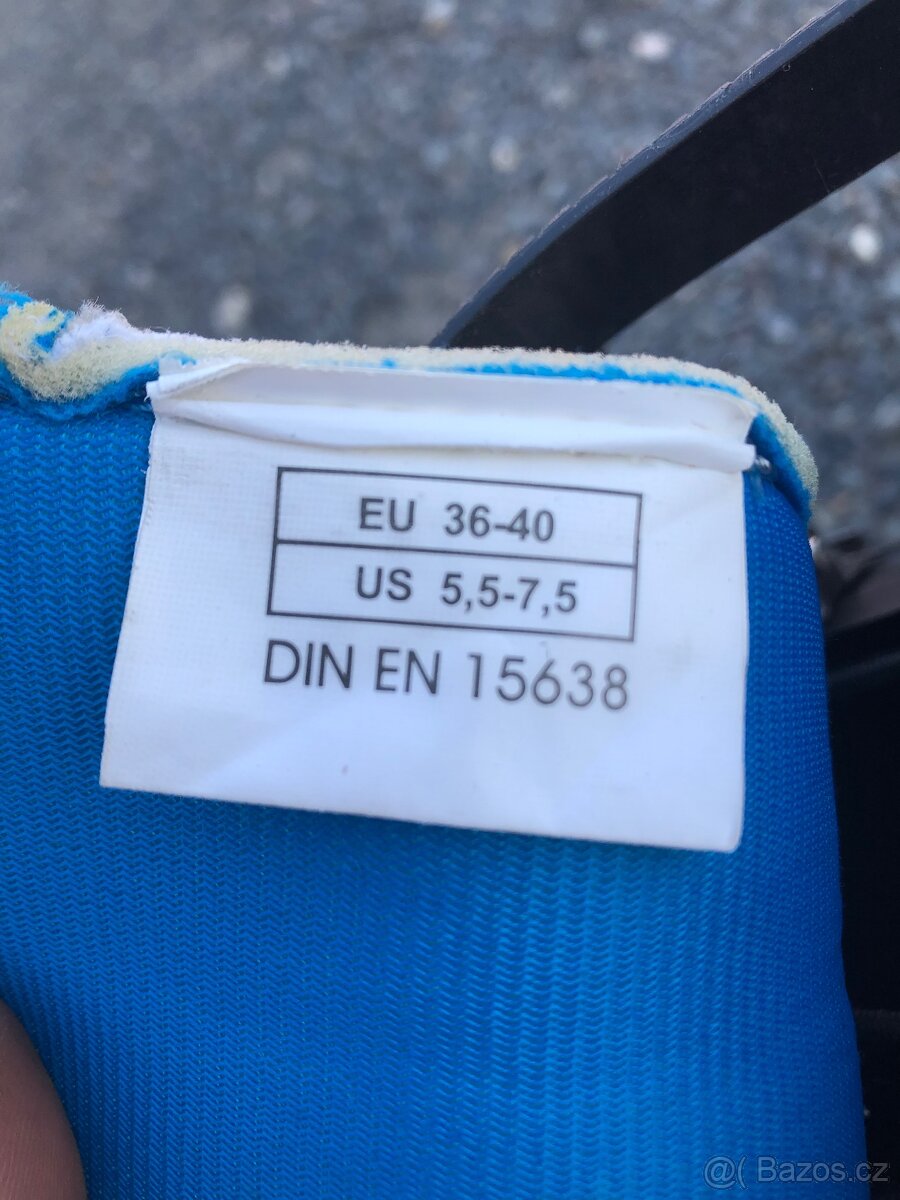 EU 36-40
US 5,5-7,5
DIN EN 15638
@( Bazos.cz